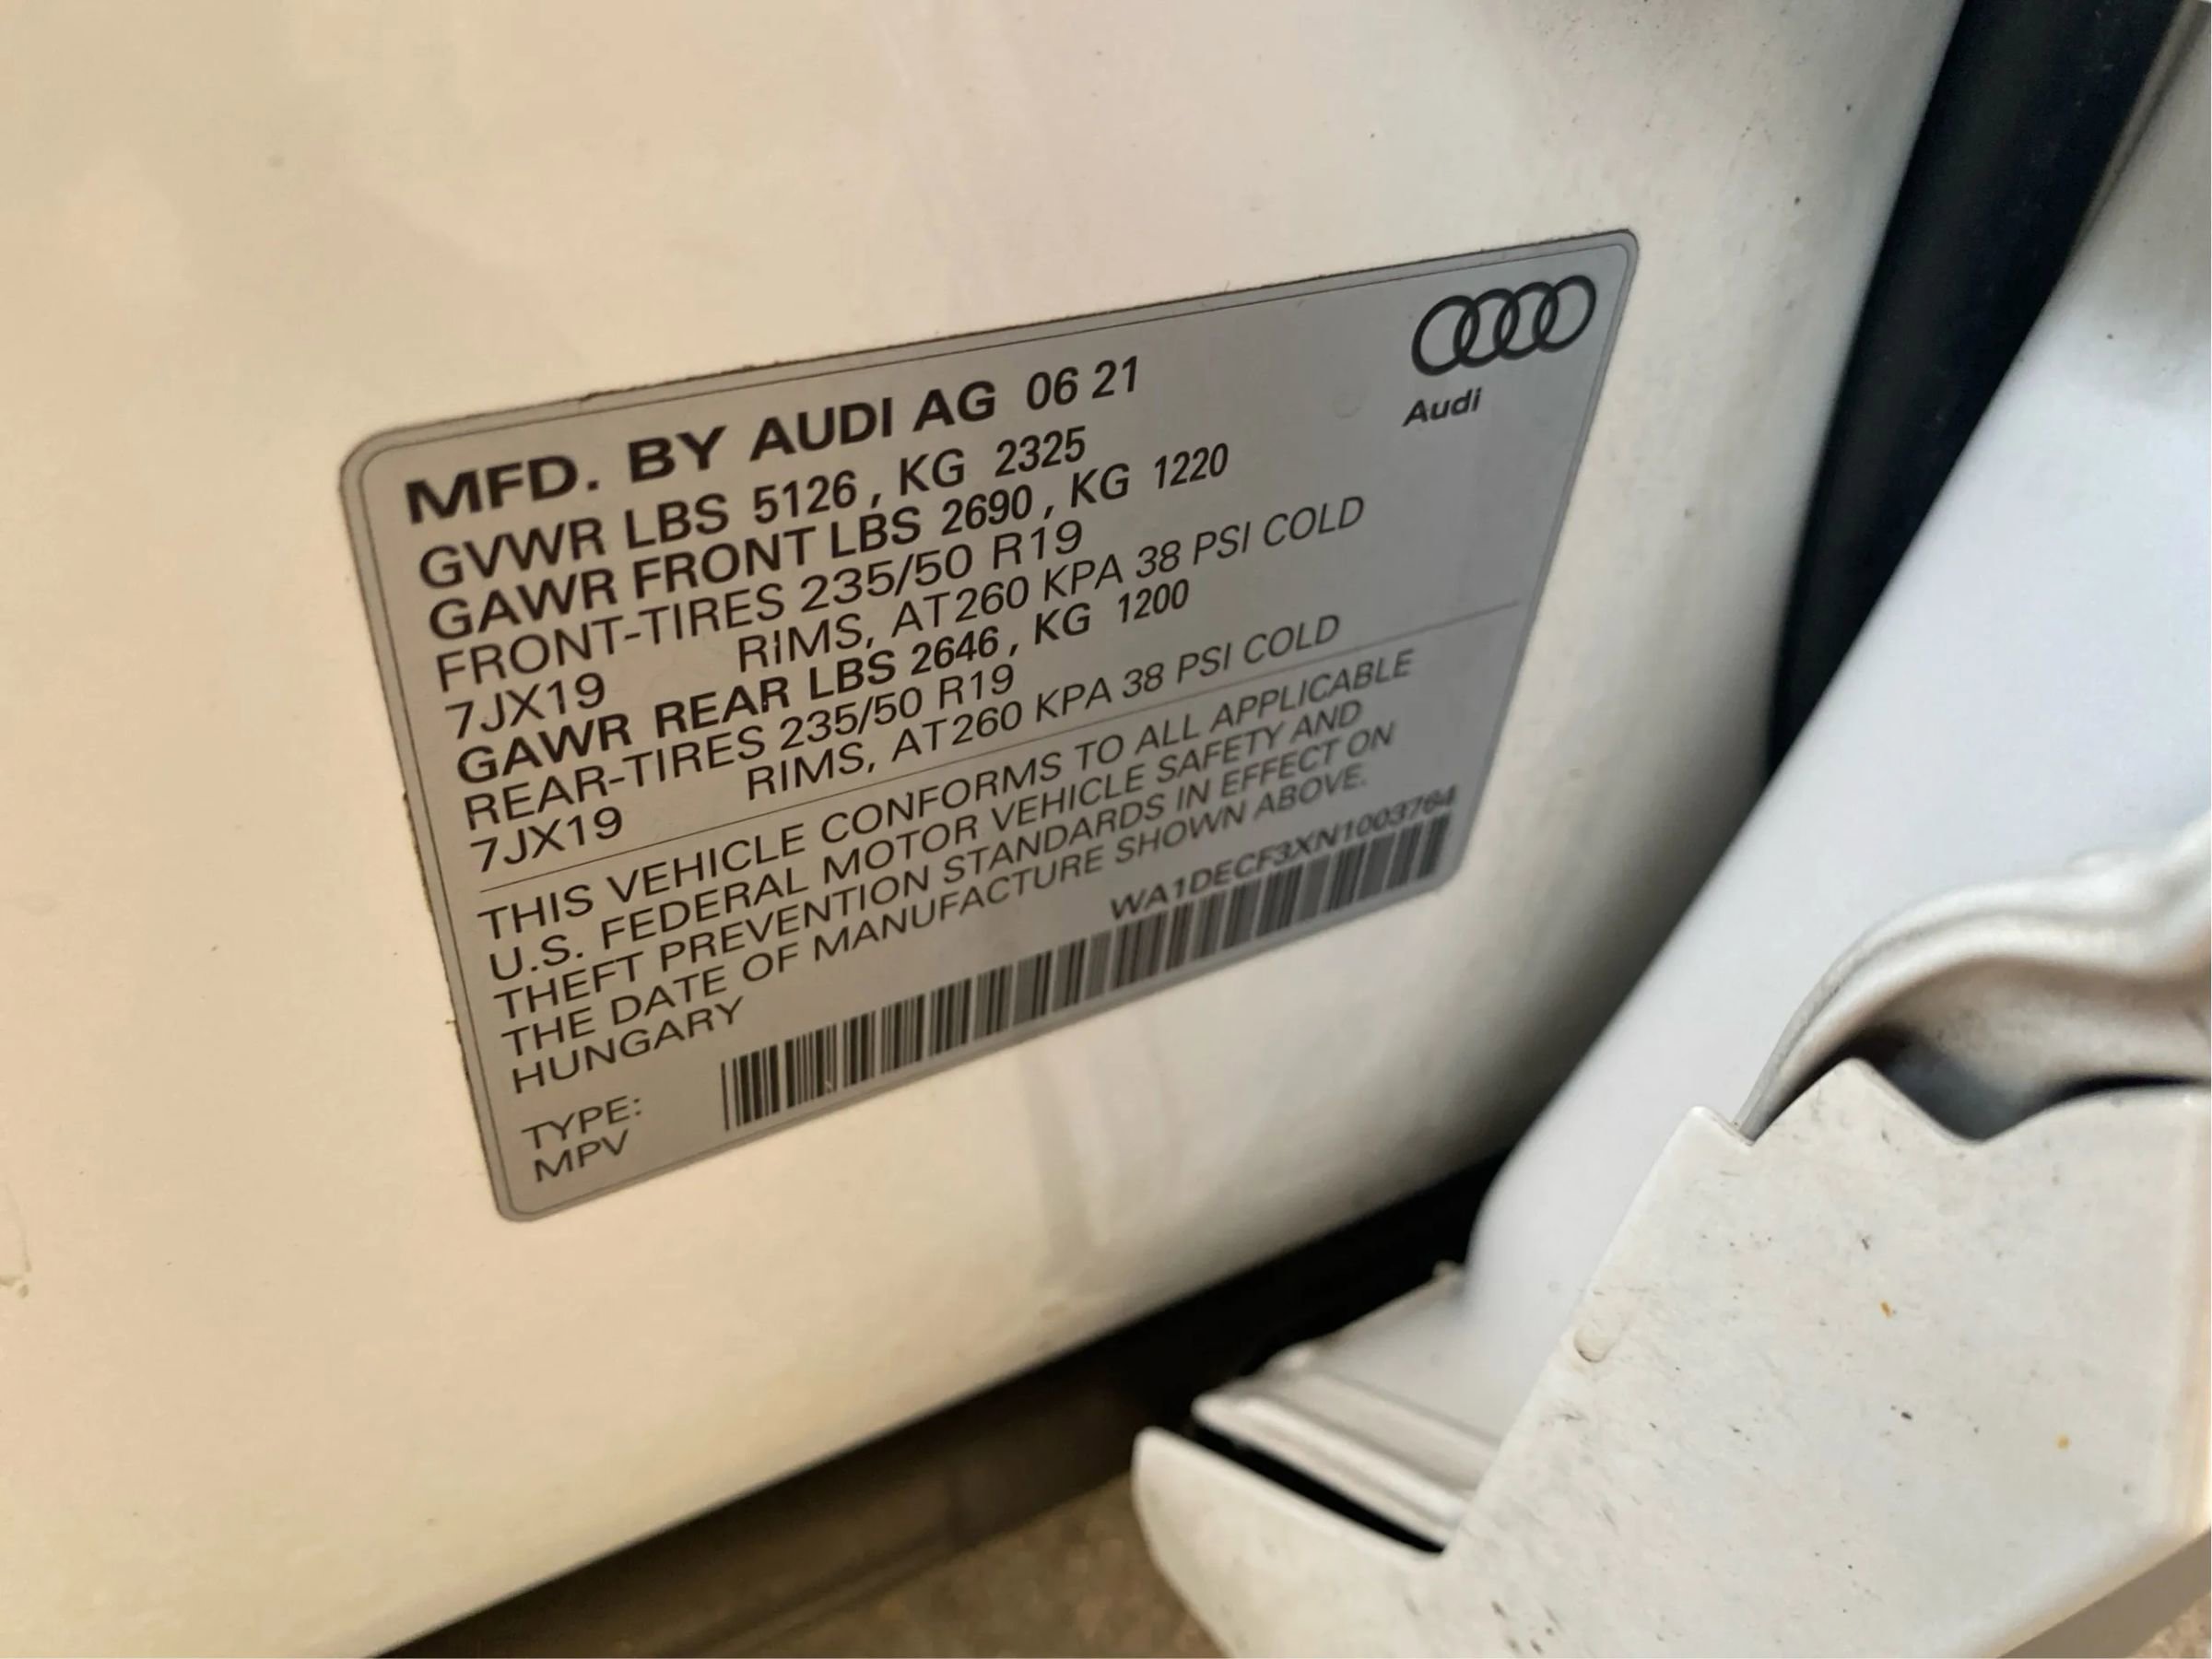 MFD. BY AUDI AG 06 21
Audi
GVWR LBS 5126, KG 2325
GAWR FRONT LBS 2690, KG 1220
FRONT-TIRES 235/50 R19
7JX19 RIMS, AT260 KPA 38 PSI COLD
GAWR REAR LBS 2646, KG 1200
REAR-TIRES 235/50 R19
7JX19 RIMS, AT260 KPA 38 PSI COLD
THIS VEHICLE CONFORMS TO ALL APPLICABLE
U.S. FEDERAL MOTOR VEHICLE SAFETY AND
THEFT PREVENTION STANDARDS IN EFFECT ON
THE DATE OF MANUFACTURE SHOWN ABOVE.
HUNGARY
WA1DECF3XN1003764
TYPE:
MPV